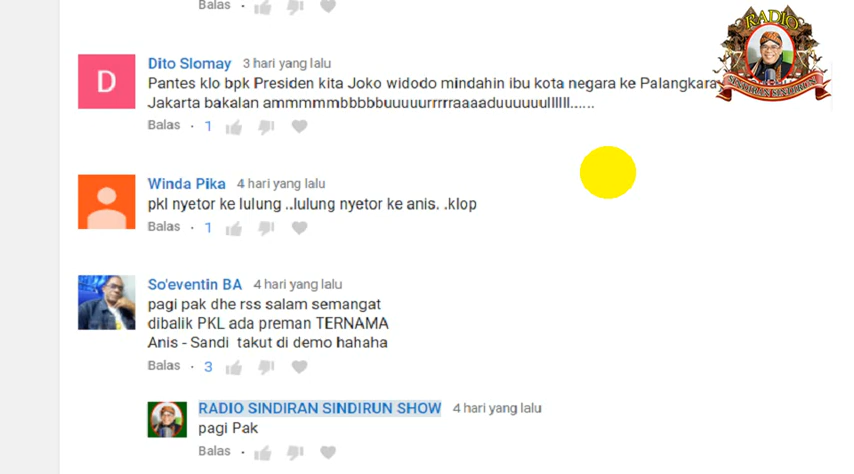 Balas
RADIO
SINDIRAN SINDIRUN
Dito Slomay 3 hari yang lalu
Pantes klo bpk Presiden kita Joko widodo mindahin ibu kota negara ke Palangkara
Jakarta bakalan ammmmmbbbbbuuuuurrrrraaaaduuuuuullllll......
Balas · 1
D
Winda Pika 4 hari yang lalu
pkl nyetor ke lulung ..lulung nyetor ke anis. .klop
Balas · 1
So'eventin BA 4 hari yang lalu
pagi pak dhe rss salam semangat
dibalik PKL ada preman TERNAMA
Anis - Sandi takut di demo hahaha
Balas · 3
RADIO SINDIRAN SINDIRUN SHOW 4 hari yang lalu
pagi Pak
Balas ·